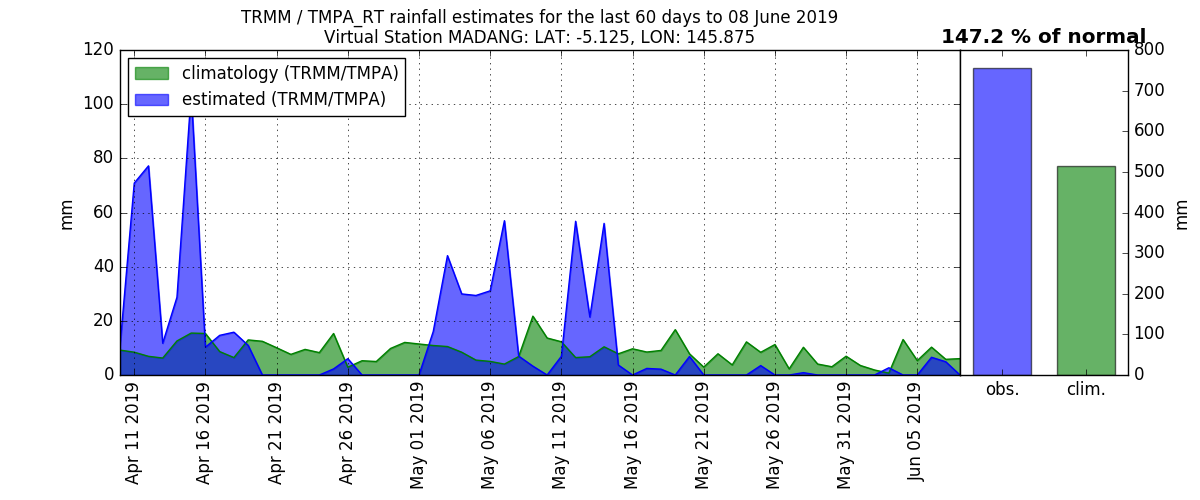 TRMM / TMPA_RT rainfall estimates for the last 60 days to 08 June 2019
Virtual Station MADANG: LAT: -5.125, LON: 145.875
147.2 % of normal
climatology (TRMM/TMPA)
estimated (TRMM/TMPA)
120
100
80
60
40
20
0
mm
800
700
600
500
400
300
200
100
0
mm
obs.
clim.
Apr 11 2019
Apr 16 2019
Apr 21 2019
Apr 26 2019
May 01 2019
May 06 2019
May 11 2019
May 16 2019
May 21 2019
May 26 2019
May 31 2019
Jun 05 2019